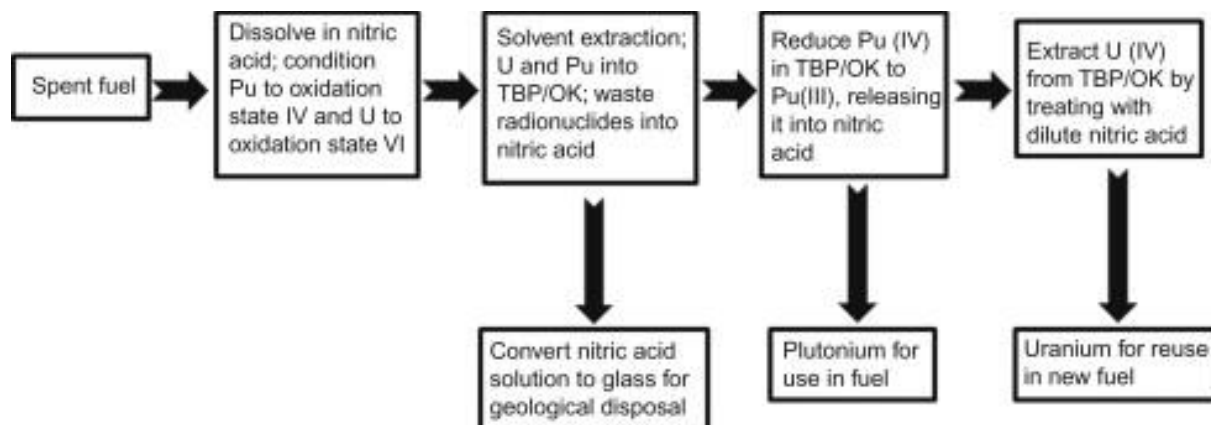 Spent fuel
Dissolve in nitric
acid; condition
Pu to oxidation
state IV and U to
oxidation state VI
Solvent extraction;
U and Pu into
TBP/OK; waste
radionuclides into
nitric acid
Reduce Pu (IV)
in TBP/OK to
Pu(III), releasing
it into nitric
acid
Extract U (IV)
from TBP/OK by
treating with
dilute nitric acid
Convert nitric acid
solution to glass for
geological disposal
Plutonium for
use in fuel
Uranium for reuse
in new fuel